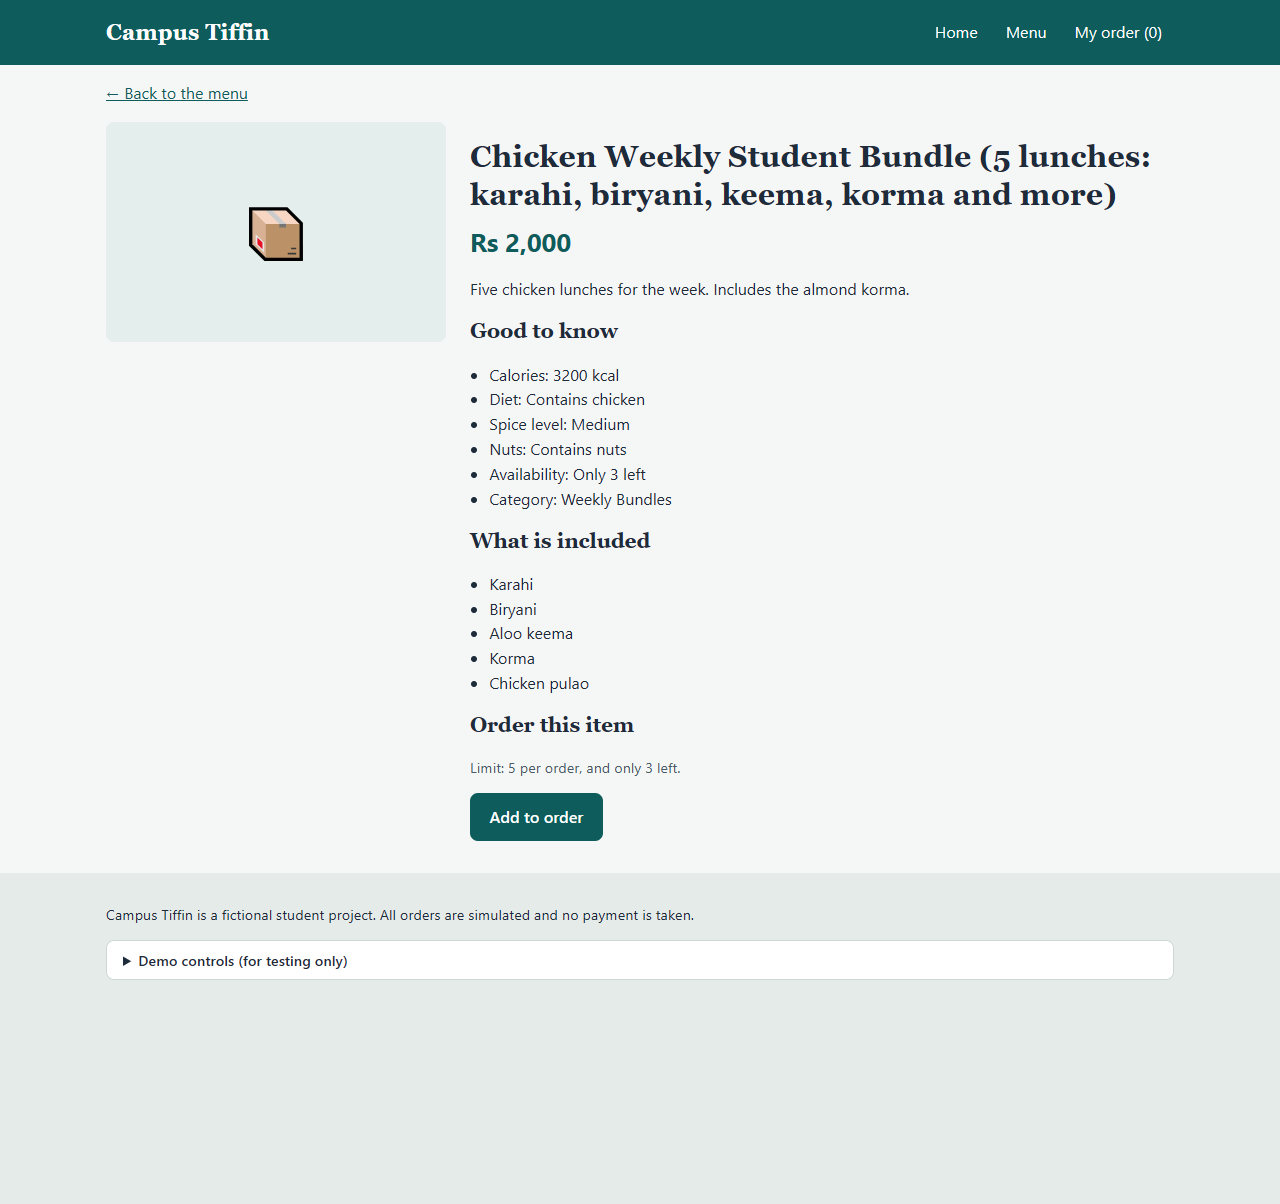 Campus Tiffin
Home
Menu
My order (0)
← Back to the menu
Chicken Weekly Student Bundle (5 lunches:
karahi, biryani, keema, korma and more)
Rs 2,000
Five chicken lunches for the week. Includes the almond korma.
Good to know
• Calories: 3200 kcal
• Diet: Contains chicken
• Spice level: Medium
• Nuts: Contains nuts
• Availability: Only 3 left
• Category: Weekly Bundles
What is included
• Karahi
• Biryani
• Aloo keema
• Korma
• Chicken pulao
Order this item
Limit: 5 per order, and only 3 left.
Add to order
Campus Tiffin is a fictional student project. All orders are simulated and no payment is taken.
▶ Demo controls (for testing only)